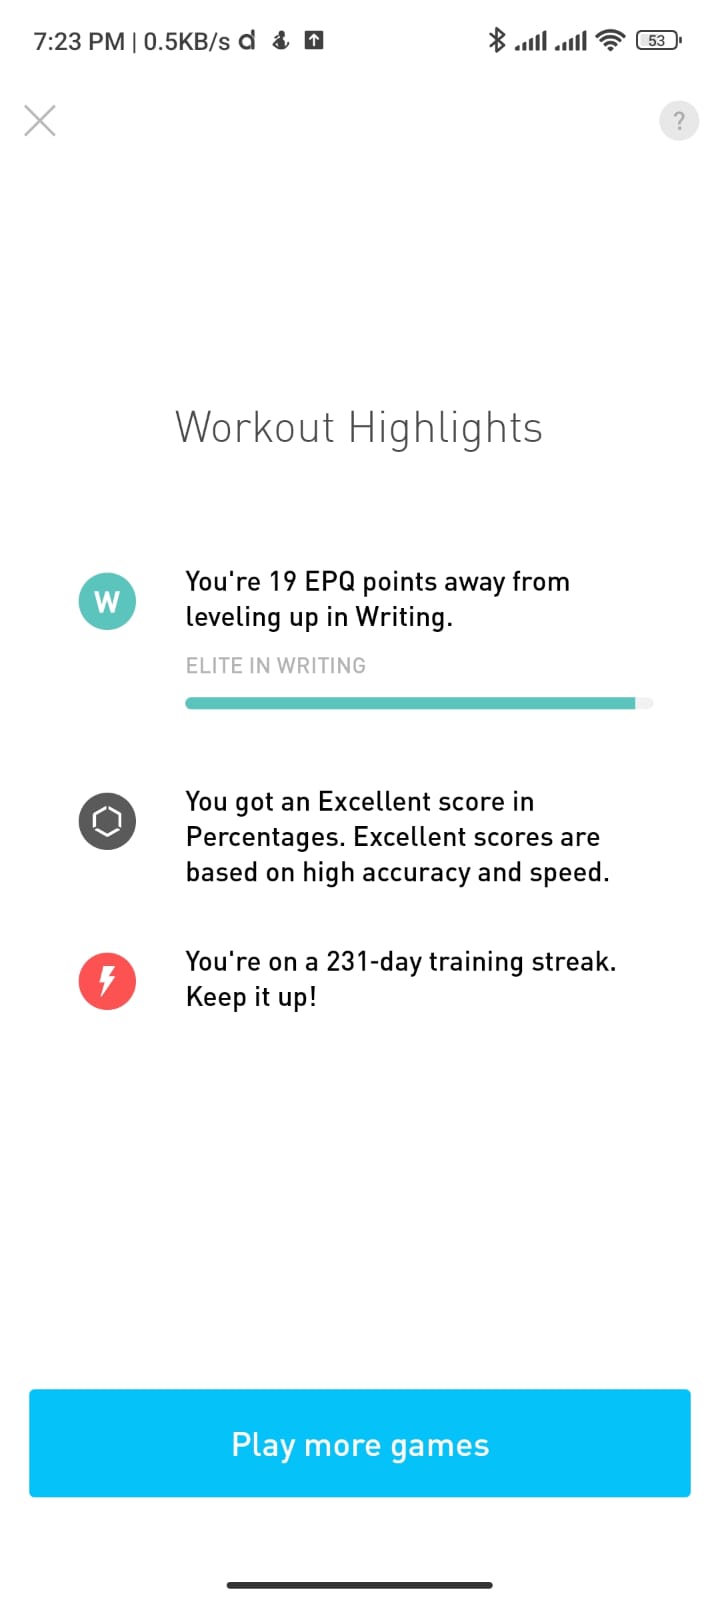 7:23 PM | 0.5KB/s d
53
?
Workout Highlights
W
You're 19 EPQ points away from
leveling up in Writing.
ELITE IN WRITING
You got an Excellent score in
Percentages. Excellent scores are
based on high accuracy and speed.
You're on a 231-day training streak.
Keep it up!
Play more games